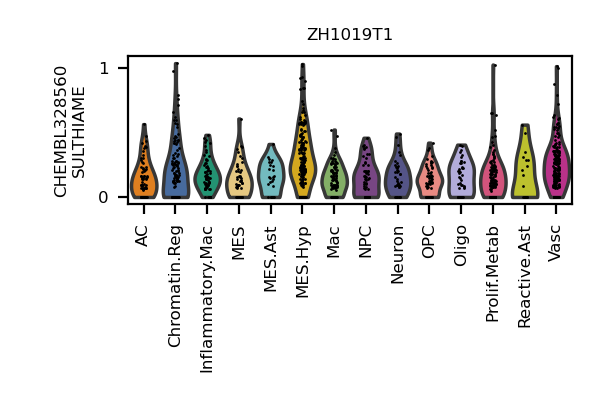 ZH1019T1
CHEMBL328560
SULTHIAME
1
0
AC
Chromatin.Reg
Inflammatory.Mac
MES
MES.Ast
MES.Hyp
Mac
NPC
Neuron
OPC
Oligo
Prolif.Metab
Reactive.Ast
Vasc